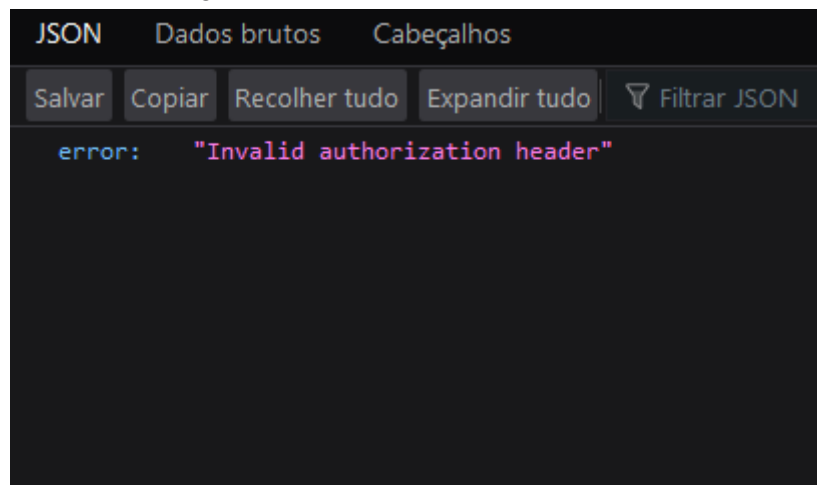 JSON Dados brutos Cabeçalhos
Salvar Copiar Recolher tudo Expandir tudo Filtrar JSON
error: "Invalid authorization header"